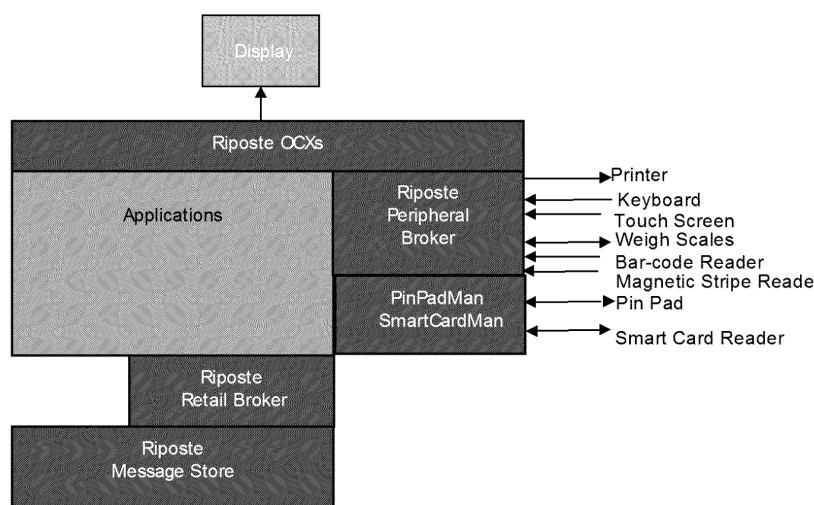 Display
Riposte OCXs
Applications
Riposte
Peripheral
Broker
Printer
Keyboard
Touch Screen
Weigh Scales
Bar-code Reader
Magnetic Stripe Reade
PinPadMan
SmartCardMan
Pin Pad
Smart Card Reader
Riposte
Retail Broker
Riposte
Message Store